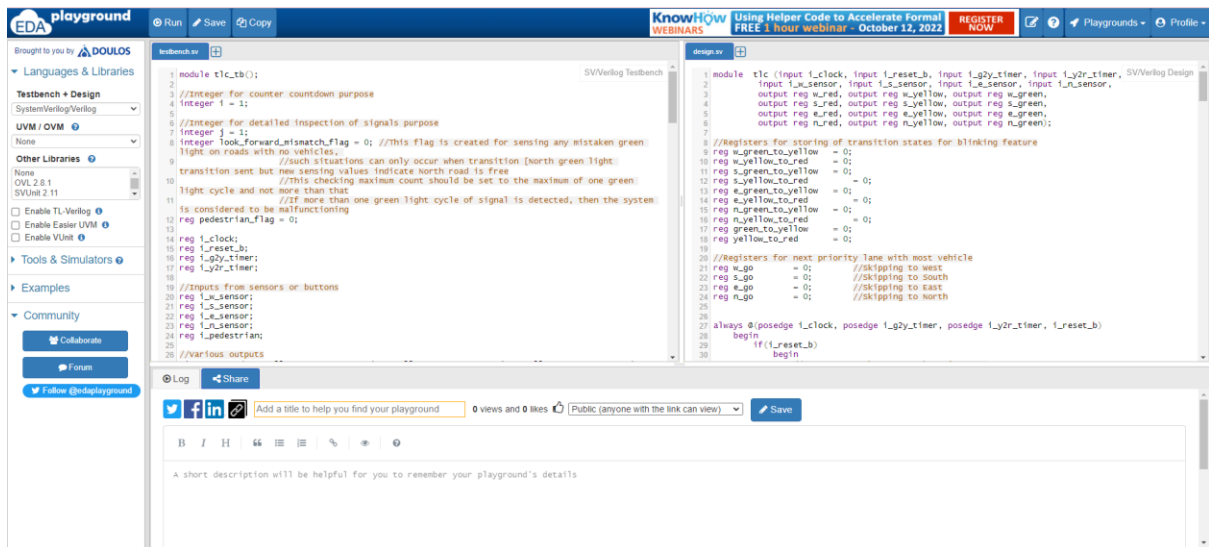 EDA playground
Run Save Copy
KnowHow WEBINARS
Using Helper Code to Accelerate Formal
FREE 1 hour webinar - October 12, 2022
REGISTER NOW
Playgrounds Profile
Brought to you by DOULOS
Languages & Libraries
Testbench + Design
SystemVerilog/Verilog
UVM / OVM
None
Other Libraries
None
OVL 2.8.1
SVUnit 2.11
Enable TL-Verilog
Enable Easier UVM
Enable VUnit
Tools & Simulators
Examples
Community
Collaborate
Forum
Follow @edaplayground
testbench.sv
SV/Verilog Testbench
1 module tlc_tb();
2
3 //Integer for counter countdown purpose
4 integer i = 1;
5
6 //Integer for detailed inspection of signals purpose
7 integer j = 1;
8 integer look_forward_mismatch_flag = 0; //This flag is created for sensing any mistaken green
light on roads with no vehicles,
9 //such situations can only occur when transition [North green light
transition sent but new sensing values indicate North road is free
10 //This checking maximum count should be set to the maximum of one green
light cycle and not more than that
11 //If more than one green light cycle of signal is detected, then the system
is considered to be malfunctioning
12 reg pedestrian_flag = 0;
13
14 reg i_clock;
15 reg i_reset_b;
16 reg i_g2y_timer;
17 reg i_y2r_timer;
18
19 //Inputs from sensors or buttons
20 reg i_w_sensor;
21 reg i_s_sensor;
22 reg i_e_sensor;
23 reg i_n_sensor;
24 reg i_pedestrian;
25
26 //various outputs
design.sv
SV/Verilog Design
1 module tlc (input i_clock, input i_reset_b, input i_g2y_timer, input i_y2r_timer,
2 input i_w_sensor, input i_s_sensor, input i_e_sensor, input i_n_sensor,
3 output reg w_red, output reg w_yellow, output reg w_green,
4 output reg s_red, output reg s_yellow, output reg s_green,
5 output reg e_red, output reg e_yellow, output reg e_green,
6 output reg n_red, output reg n_yellow, output reg n_green);
7
8 //Registers for storing of transition states for blinking feature
9 reg w_green_to_yellow = 0;
10 reg w_yellow_to_red = 0;
11 reg s_green_to_yellow = 0;
12 reg s_yellow_to_red = 0;
13 reg e_green_to_yellow = 0;
14 reg e_yellow_to_red = 0;
15 reg n_green_to_yellow = 0;
16 reg n_yellow_to_red = 0;
17 reg green_to_yellow = 0;
18 reg yellow_to_red = 0;
19
20 //Registers for next priority lane with most vehicle
21 reg w_go = 0; //Skipping to West
22 reg s_go = 0; //Skipping to South
23 reg e_go = 0; //Skipping to East
24 reg n_go = 0; //Skipping to North
25
26
27 always @(posedge i_clock, posedge i_g2y_timer, posedge i_y2r_timer, i_reset_b)
28 begin
29 if(i_reset_b)
30 begin
Log Share
Add a title to help you find your playground
0 views and 0 likes
Public (anyone with the link can view)
Save
B I H
A short description will be helpful for you to remember your playground's details